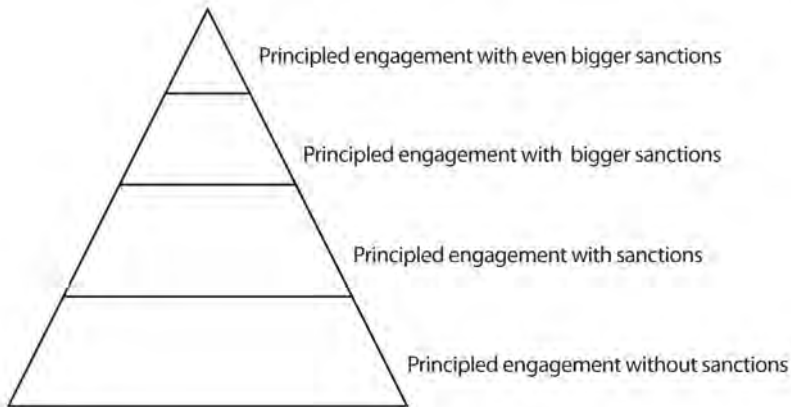 Principled engagement with even bigger sanctions
Principled engagement with bigger sanctions
Principled engagement with sanctions
Principled engagement without sanctions